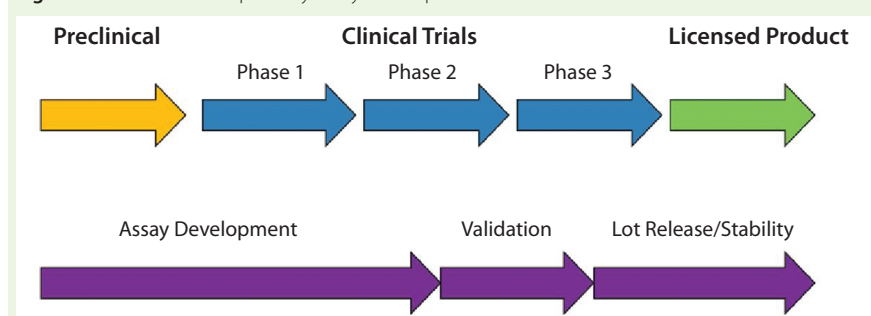 Preclinical Clinical Trials Licensed Product
Phase 1 Phase 2 Phase 3
Assay Development Validation Lot Release/Stability